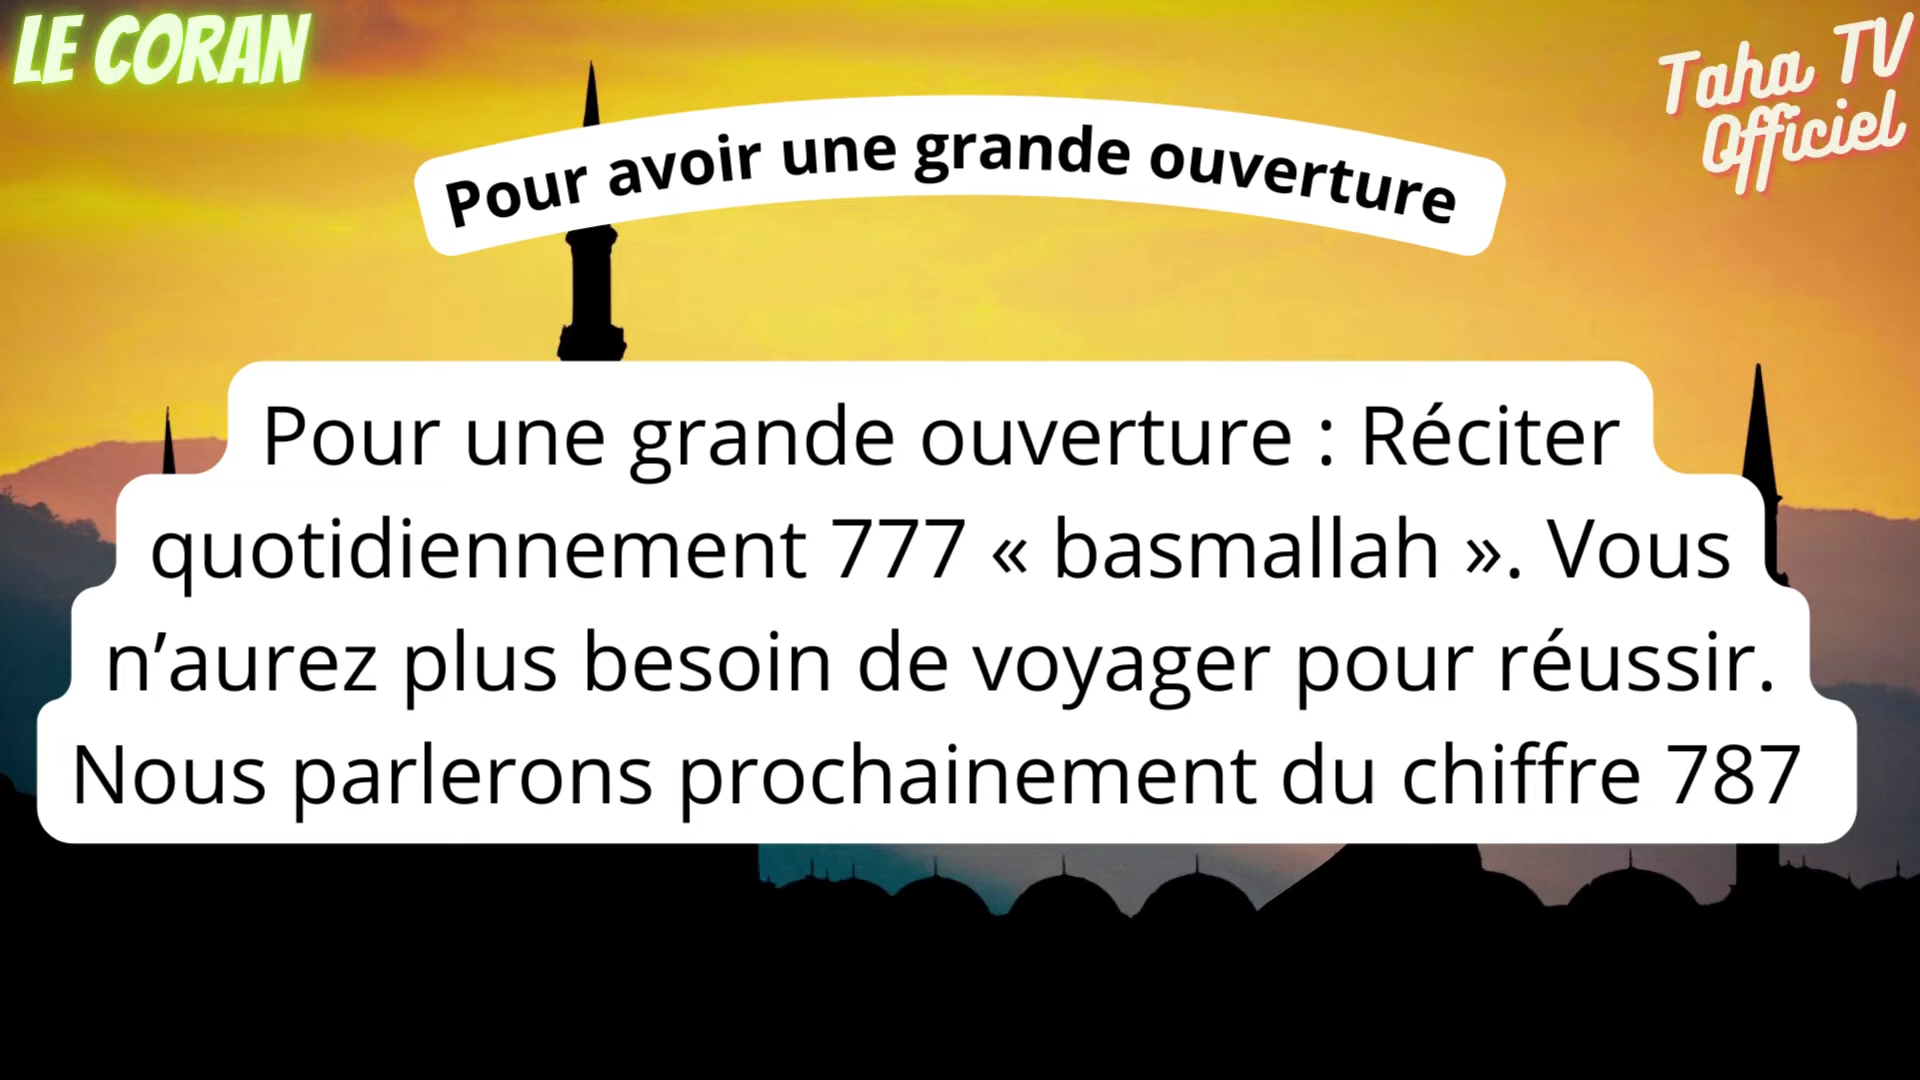 LE CORAN
Taha TV
Officiel
Pour avoir une grande ouverture
Pour une grande ouverture : Réciter
quotidiennement 777 « basmallah ». Vous
n’aurez plus besoin de voyager pour réussir.
Nous parlerons prochainement du chiffre 787